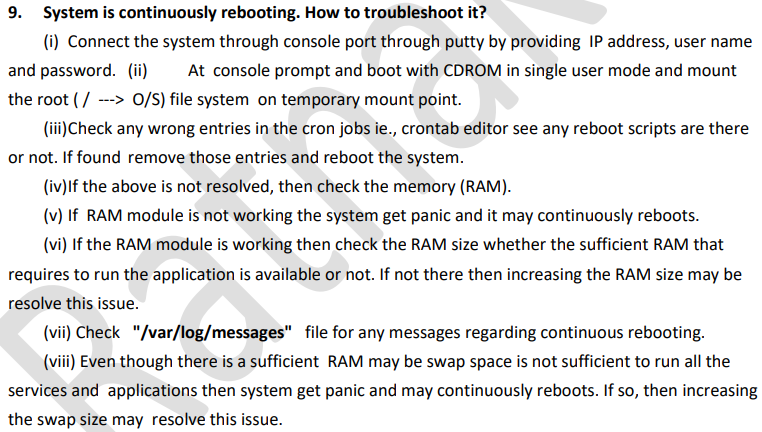 9. System is continuously rebooting. How to troubleshoot it?
(i) Connect the system through console port through putty by providing IP address, user name
and password. (ii) At console prompt and boot with CDROM in single user mode and mount
the root ( / ---> O/S) file system on temporary mount point.
(iii)Check any wrong entries in the cron jobs ie., crontab editor see any reboot scripts are there
or not. If found remove those entries and reboot the system.
(iv)If the above is not resolved, then check the memory (RAM).
(v) If RAM module is not working the system get panic and it may continuously reboots.
(vi) If the RAM module is working then check the RAM size whether the sufficient RAM that
requires to run the application is available or not. If not there then increasing the RAM size may be
resolve this issue.
(vii) Check "/var/log/messages" file for any messages regarding continuous rebooting.
(viii) Even though there is a sufficient RAM may be swap space is not sufficient to run all the
services and applications then system get panic and may continuously reboots. If so, then increasing
the swap size may resolve this issue.